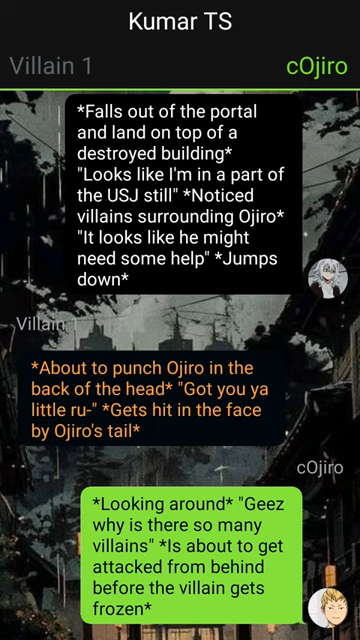 Kumar TS
Villain 1
cOjiro
*Falls out of the portal
and land on top of a
destroyed building*
"Looks like I'm in a part of
the USJ still" *Noticed
villains surrounding Ojiro*
"It looks like he might
need some help" *Jumps
down*
Villain 1
*About to punch Ojiro in the
back of the head* "Got you ya
little ru-" *Gets hit in the face
by Ojiro's tail*
cOjiro
*Looking around* "Geez
why is there so many
villains" *Is about to get
attacked from behind
before the villain gets
frozen*